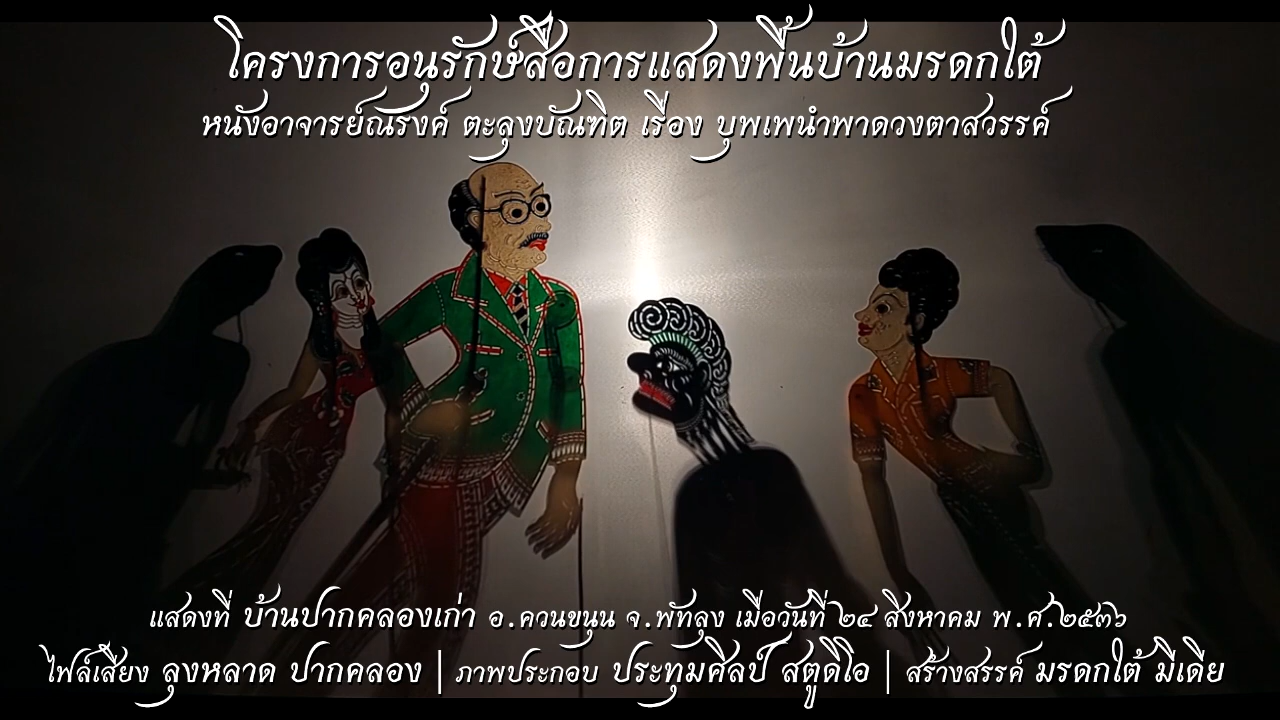 โครงการอนุรักษ์สื่อการแสดงพื้นบ้านมรดกใต้
หนังอาจารย์ณรงค์ ตะลุงบัณฑิต เรื่อง บุพเพนำพาดวงตาสวรรค์
แสดงที่ บ้านปากคลองเก่า อ.ควนขนุน จ.พัทลุง เมื่อวันที่ ๒๔ สิงหาคม พ.ศ.๒๕๓๖
ไฟล์เสียง ลุงหลาด ปากคลอง | ภาพประกอบ ประทุมศิลป์ สตูดิโอ | สร้างสรรค์ มรดกใต้ มีเดีย